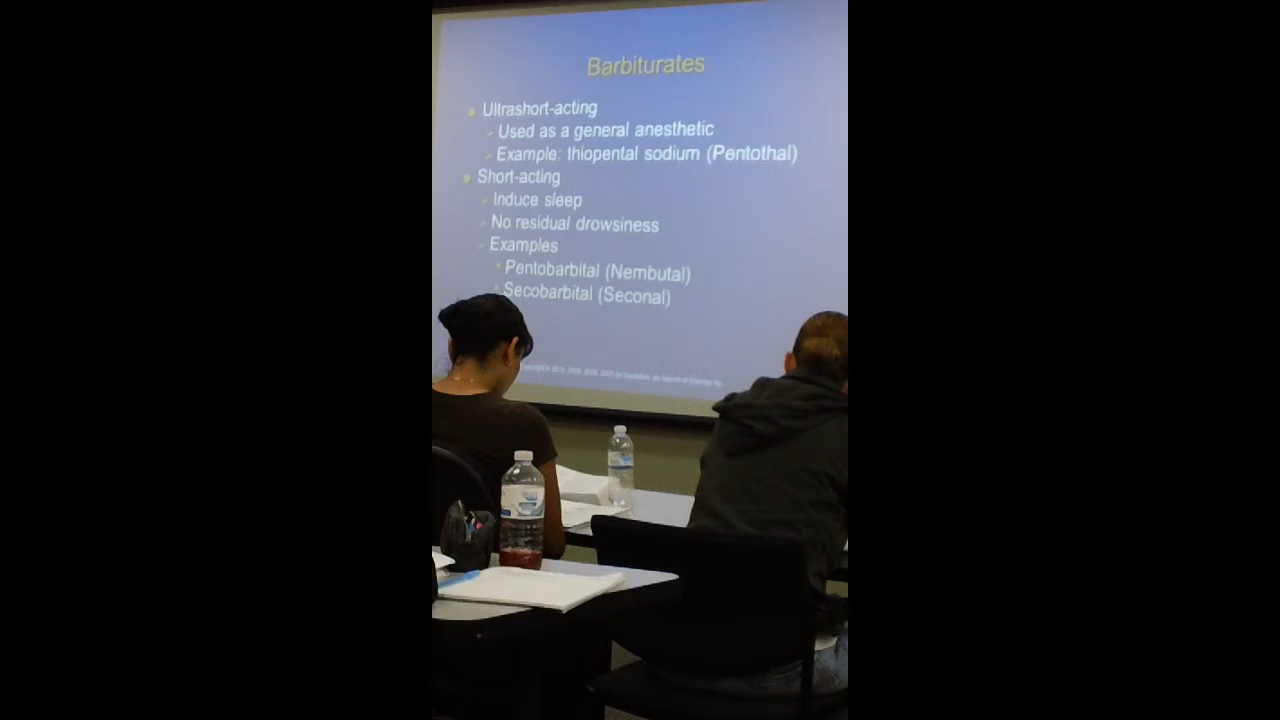 Barbiturates
Ultrashort-acting
Used as a general anesthetic
Example: thiopental sodium (Pentothal)
Short-acting
Induce sleep
No residual drowsiness
Examples
Pentobarbital (Nembutal)
Secobarbital (Seconal)